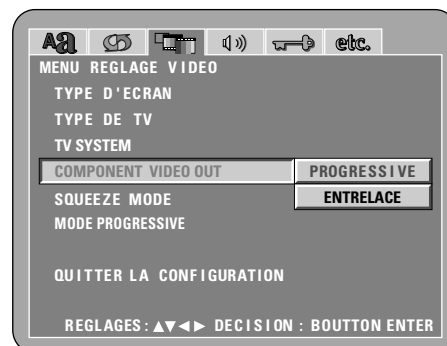 Aa etc.
MENU REGLAGE VIDEO
TYPE D'ECRAN
TYPE DE TV
TV SYSTEM
COMPONENT VIDEO OUT PROGRESSIVE
SQUEEZE MODE ENTRELACE
MODE PROGRESSIVE
QUITTER LA CONFIGURATION
REGLAGES:▲▼◄► DECISION : BOUTTON ENTER